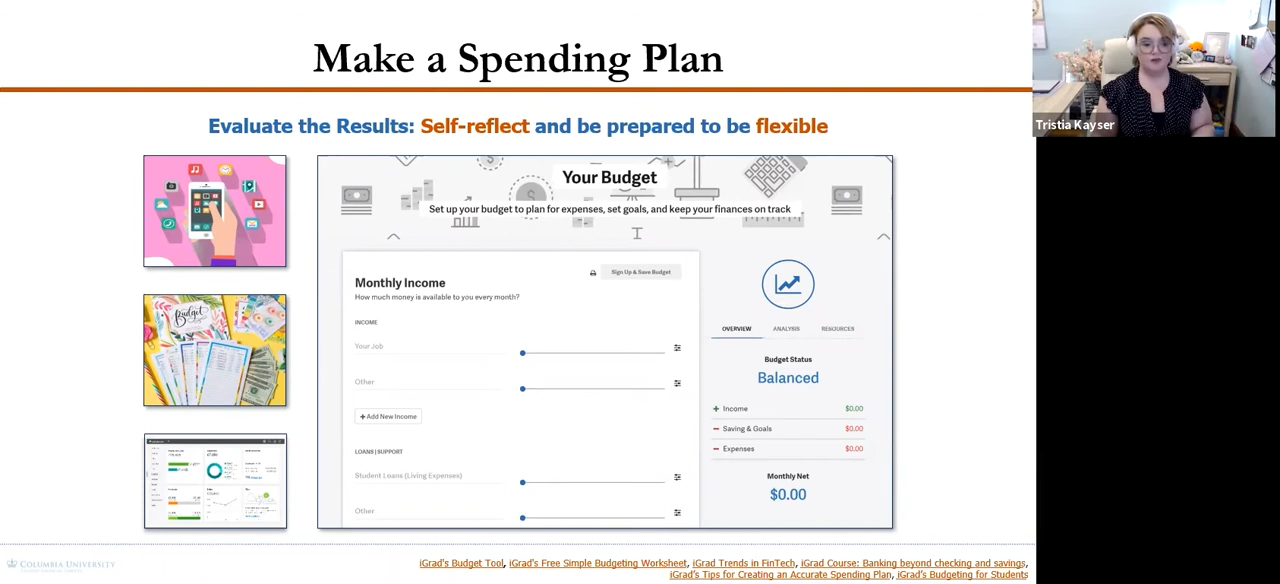 Make a Spending Plan
Evaluate the Results: Self-reflect and be prepared to be flexible
Tristia Kayser
Budget
Your Budget
Set up your budget to plan for expenses, set goals, and keep your finances on track
Monthly Income
Sign Up & Save Budget
How much money is available to you every month?
INCOME
Your Job
Other
+ Add New Income
LOANS|SUPPORT
Student Loans (Living Expenses)
Other
OVERVIEW ANALYSIS RESOURCES
Budget Status
Balanced
+ Income $0.00
− Saving & Goals $0.00
− Expenses $0.00
Monthly Net
$0.00
COLUMBIA UNIVERSITY
iGrad's Budget Tool, iGrad's Free Simple Budgeting Worksheet, iGrad Trends in FinTech, iGrad Course: Banking beyond checking and savings,
iGrad's Tips for Creating an Accurate Spending Plan, iGrad's Budgeting for Students